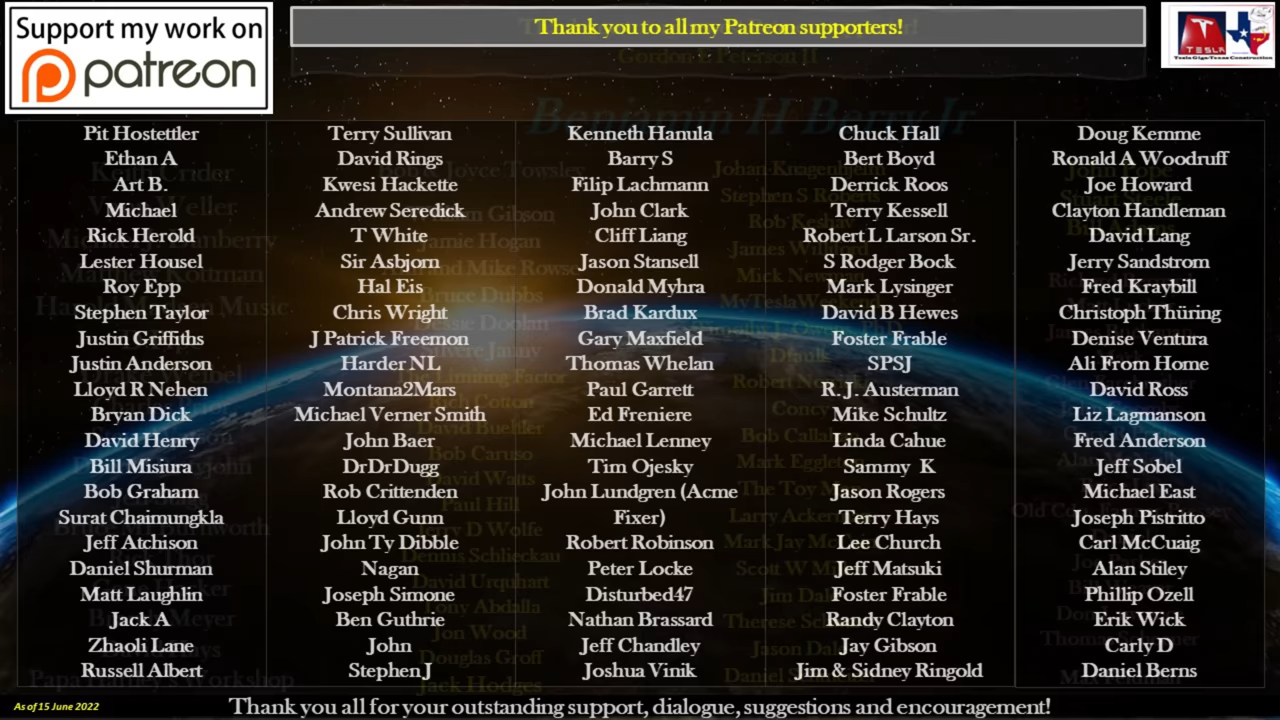 Support my work on
patreon
Thank you to all my Patreon supporters!
TESLA
Tesla Giga Texas Construction
Gordon L Peterson II
Benjamin H Berry Jr
Pit Hostettler
Ethan A
Art B.
Michael
Rick Herold
Lester Housel
Roy Epp
Stephen Taylor
Justin Griffiths
Justin Anderson
Lloyd R Nehen
Bryan Dick
David Henry
Bill Misiura
Bob Graham
Surat Chaimungkla
Jeff Atchison
Daniel Shurman
Matt Laughlin
Jack A
Zhaoli Lane
Russell Albert
Terry Sullivan
David Rings
Kwesi Hackette
Andrew Seredick
T White
Sir Asbjorn
Hal Eis
Chris Wright
J Patrick Freemon
Harder NL
Montana2Mars
Michael Verner Smith
John Baer
DrDrDugg
Rob Crittenden
Lloyd Gunn
John Ty Dibble
Nagan
Joseph Simone
Ben Guthrie
John
Stephen J
Kenneth Hanula
Barry S
Filip Lachmann
John Clark
Cliff Liang
Jason Stansell
Donald Myhra
Brad Kardux
Gary Maxfield
Thomas Whelan
Paul Garrett
Ed Freniere
Michael Lenney
Tim Ojesky
John Lundgren (Acme
Fixer)
Robert Robinson
Peter Locke
Disturbed47
Nathan Brassard
Jeff Chandley
Joshua Vinik
Chuck Hall
Bert Boyd
Derrick Roos
Terry Kessell
Robert L Larson Sr.
S Rodger Bock
Mark Lysinger
David B Hewes
Foster Frable
SPSJ
R. J. Austerman
Mike Schultz
Linda Cahue
Sammy K
Jason Rogers
Terry Hays
Lee Church
Jeff Matsuki
Foster Frable
Randy Clayton
Jay Gibson
Jim & Sidney Ringold
Doug Kemme
Ronald A Woodruff
Joe Howard
Clayton Handleman
David Lang
Jerry Sandstrom
Fred Kraybill
Christoph Thüring
Denise Ventura
Ali From Home
David Ross
Liz Lagmanson
Fred Anderson
Jeff Sobel
Michael East
Joseph Pistritto
Carl McCuaig
Alan Stiley
Phillip Ozell
Erik Wick
Carly D
Daniel Berns
As of 15 June 2022
Thank you all for your outstanding support, dialogue, suggestions and encouragement!